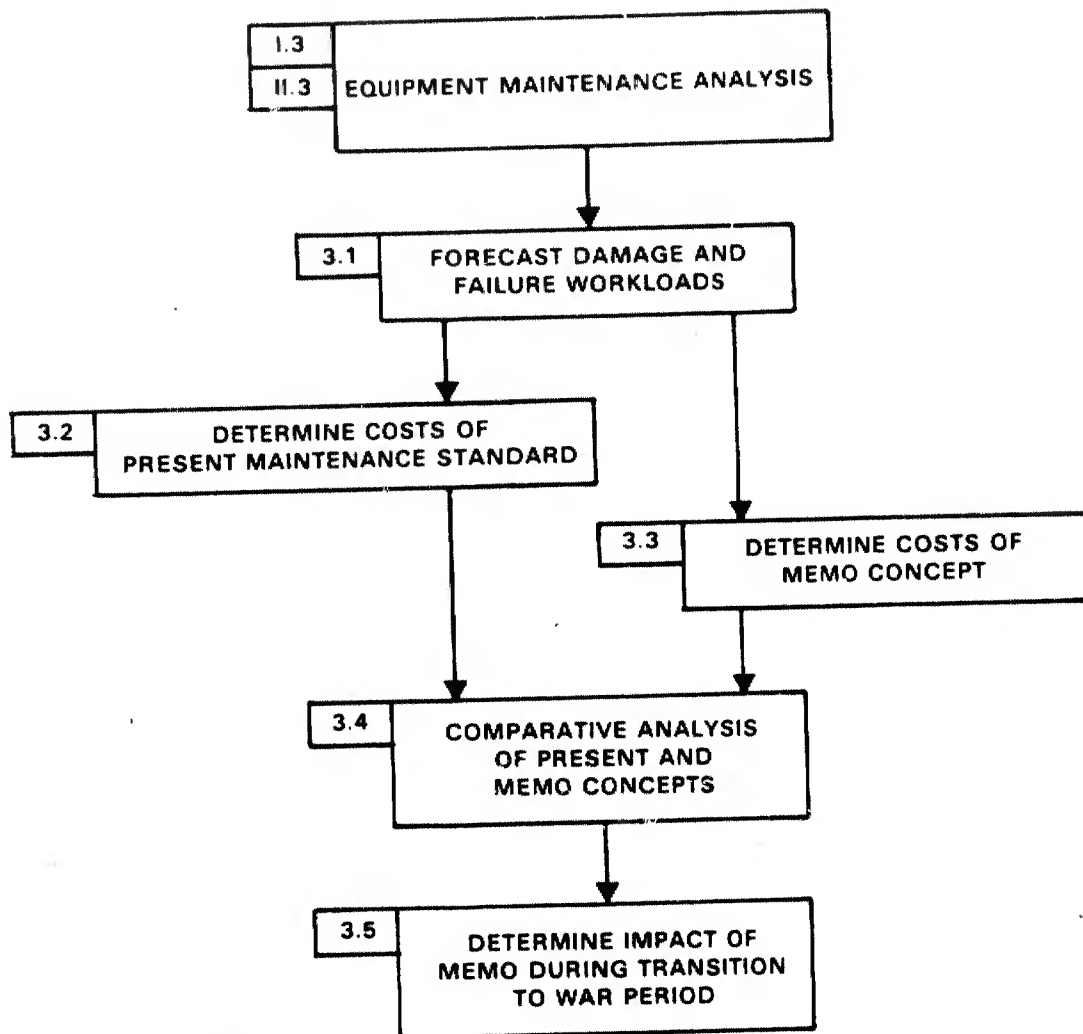 I.3
II.3
EQUIPMENT MAINTENANCE ANALYSIS
3.1
FORECAST DAMAGE AND
FAILURE WORKLOADS
3.2
DETERMINE COSTS OF
PRESENT MAINTENANCE STANDARD
3.3
DETERMINE COSTS OF
MEMO CONCEPT
3.4
COMPARATIVE ANALYSIS
OF PRESENT AND
MEMO CONCEPTS
3.5
DETERMINE IMPACT OF
MEMO DURING TRANSITION
TO WAR PERIOD